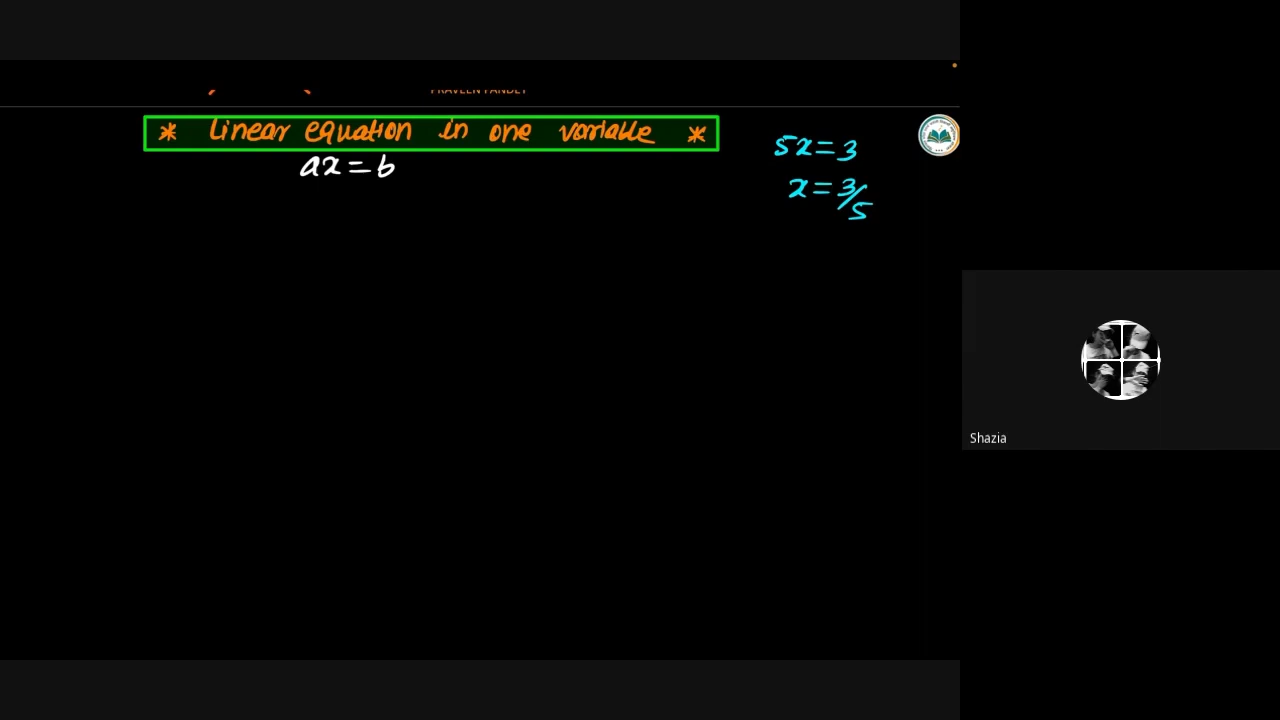 * Linear equation in one variable *
ax = b
5x = 3
x = 3/5
Shazia